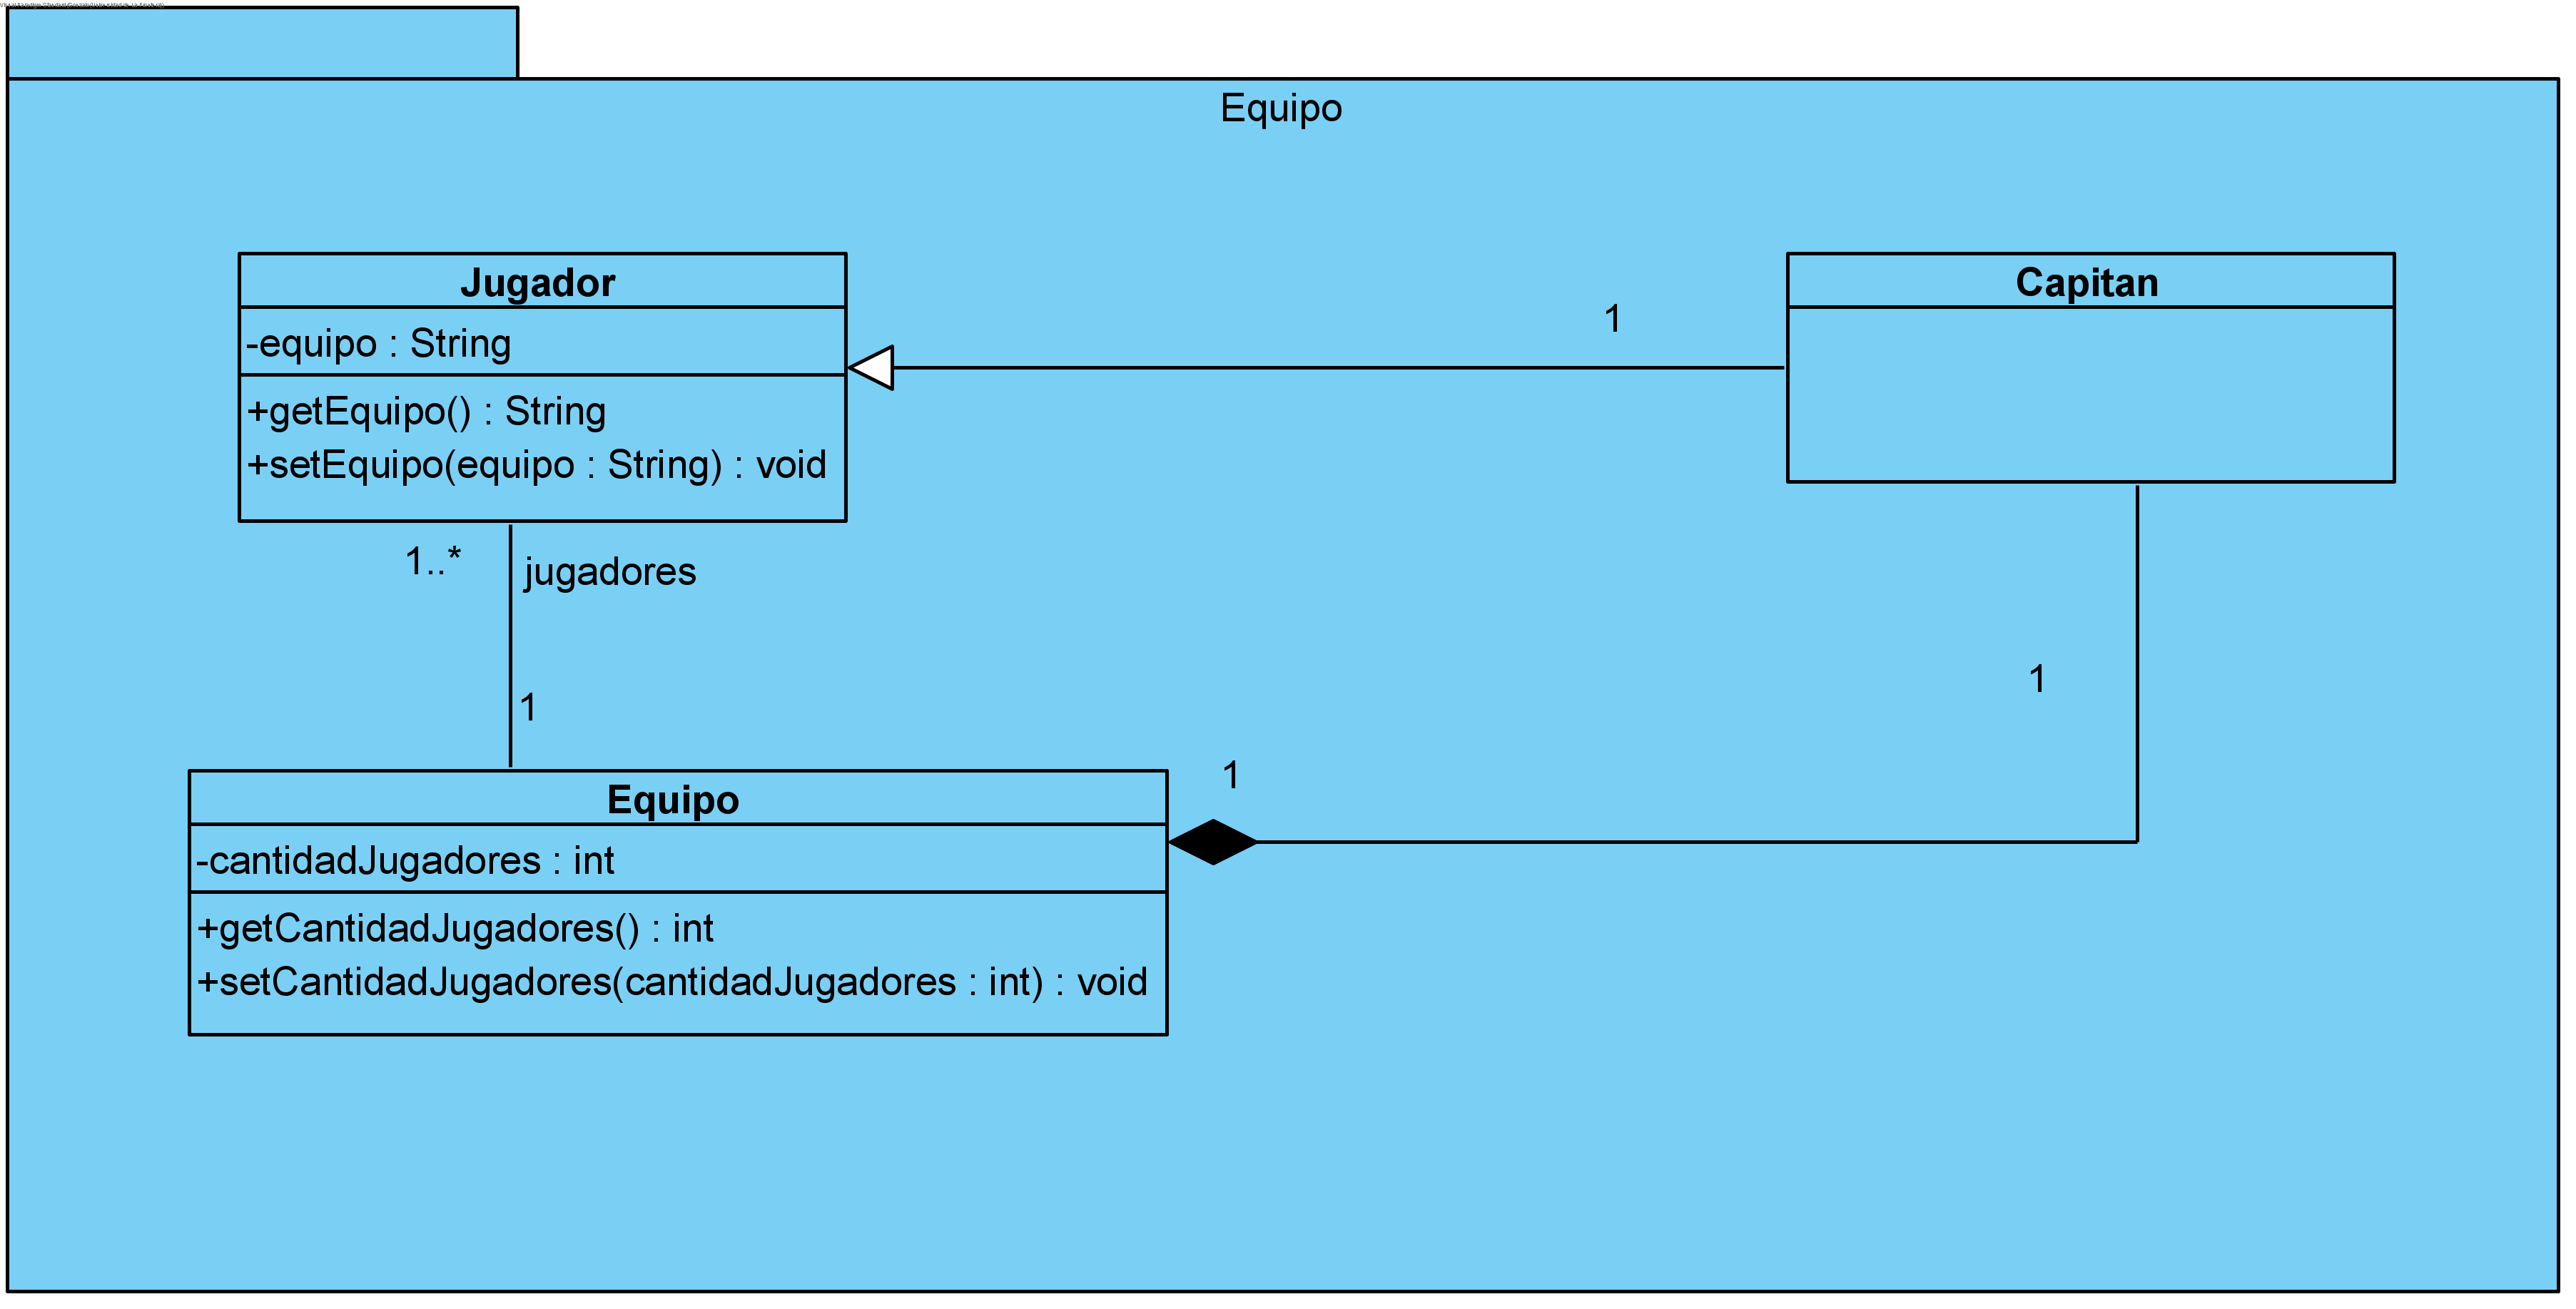 Equipo
Jugador
-equipo : String
+getEquipo() : String
+setEquipo(equipo : String) : void
Capitan
1
1..*
jugadores
1
1
1
Equipo
-cantidadJugadores : int
+getCantidadJugadores() : int
+setCantidadJugadores(cantidadJugadores : int) : void